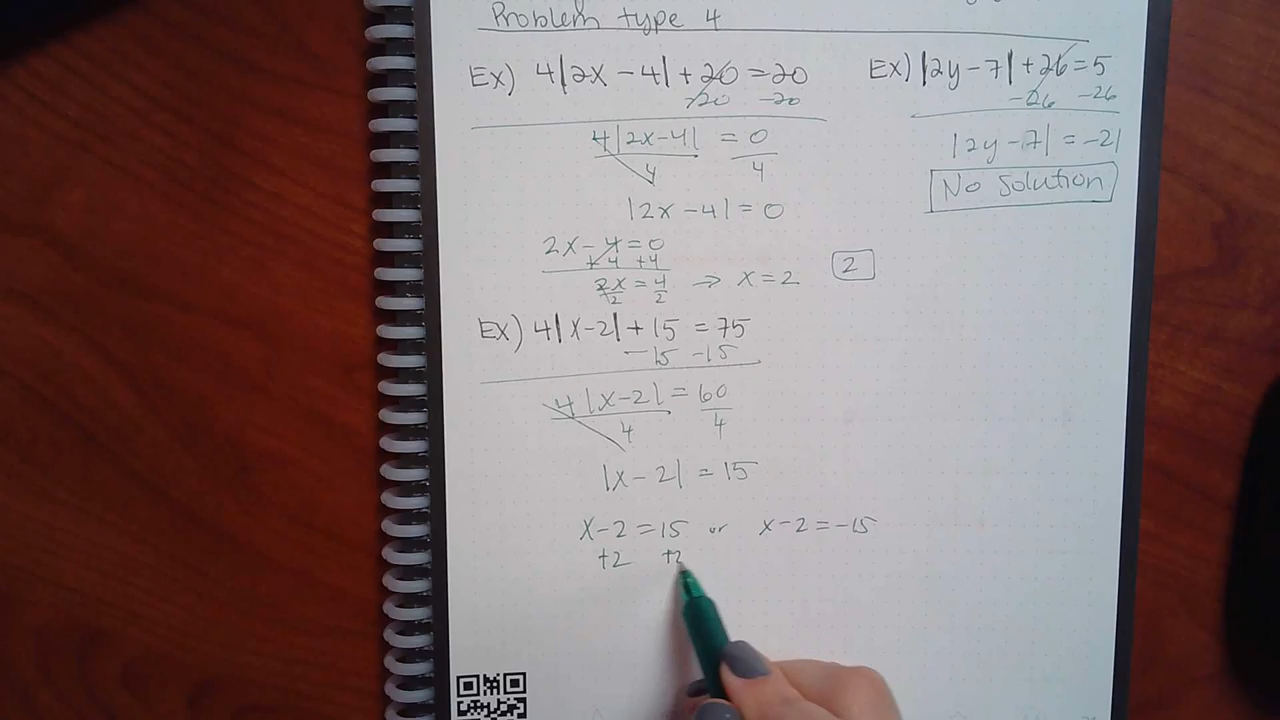 Problem type 4
Ex) 4|2x - 4| + 20 = 20
-20 -20
4|2x-4| = 0
4 4
|2x - 4| = 0
2x - 4 = 0
+4 +4
2x = 4 → x = 2
2 2
2
Ex) |2y - 7| + 26 = 5
-26 -26
|2y - 7| = -21
No solution
Ex) 4|x-2| + 15 = 75
-15 -15
4|x-2| = 60
4 4
|x - 2| = 15
x-2 = 15 or x-2 = -15
+2 +2